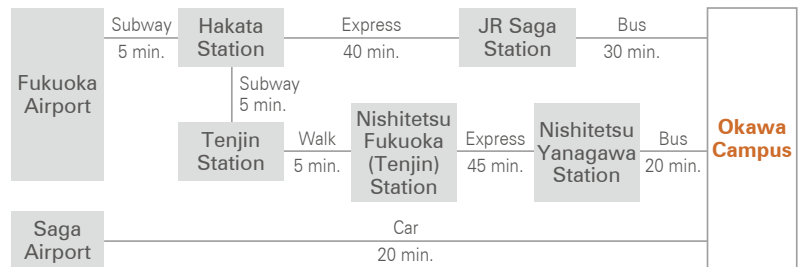 Subway
5 min.
Hakata
Station
Express
40 min.
JR Saga
Station
Bus
30 min.
Fukuoka
Airport
Subway
5 min.
Tenjin
Station
Walk
5 min.
Nishitetsu
Fukuoka
(Tenjin)
Station
Express
45 min.
Nishitetsu
Yanagawa
Station
Bus
20 min.
Okawa
Campus
Saga
Airport
Car
20 min.